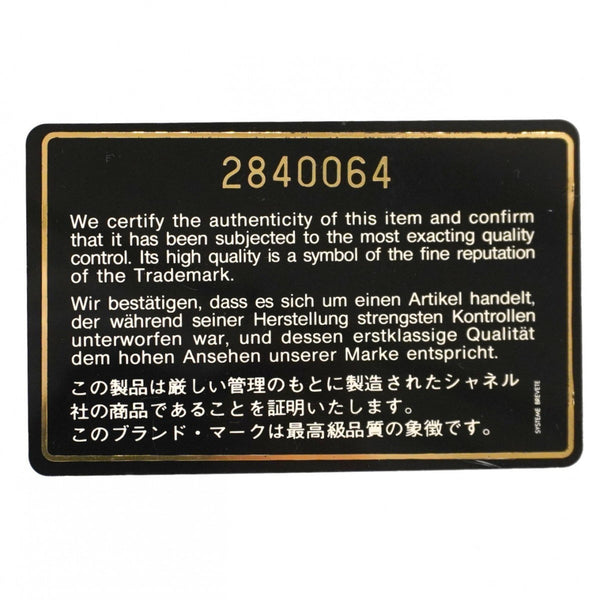 2840064
We certify the authenticity of this item and confirm
that it has been subjected to the most exacting quality
control. Its high quality is a symbol of the fine reputation
of the Trademark.
Wir bestätigen, dass es sich um einen Artikel handelt,
der während seiner Herstellung strengsten Kontrollen
unterworfen war, und dessen erstklassige Qualität
dem hohen Ansehen unserer Marke entspricht.
この製品は厳しい管理のもとに製造されたシャネル
社の商品であることを証明いたします。
このブランド・マークは最高級品質の象徴です。
SYSTEME BREVETE